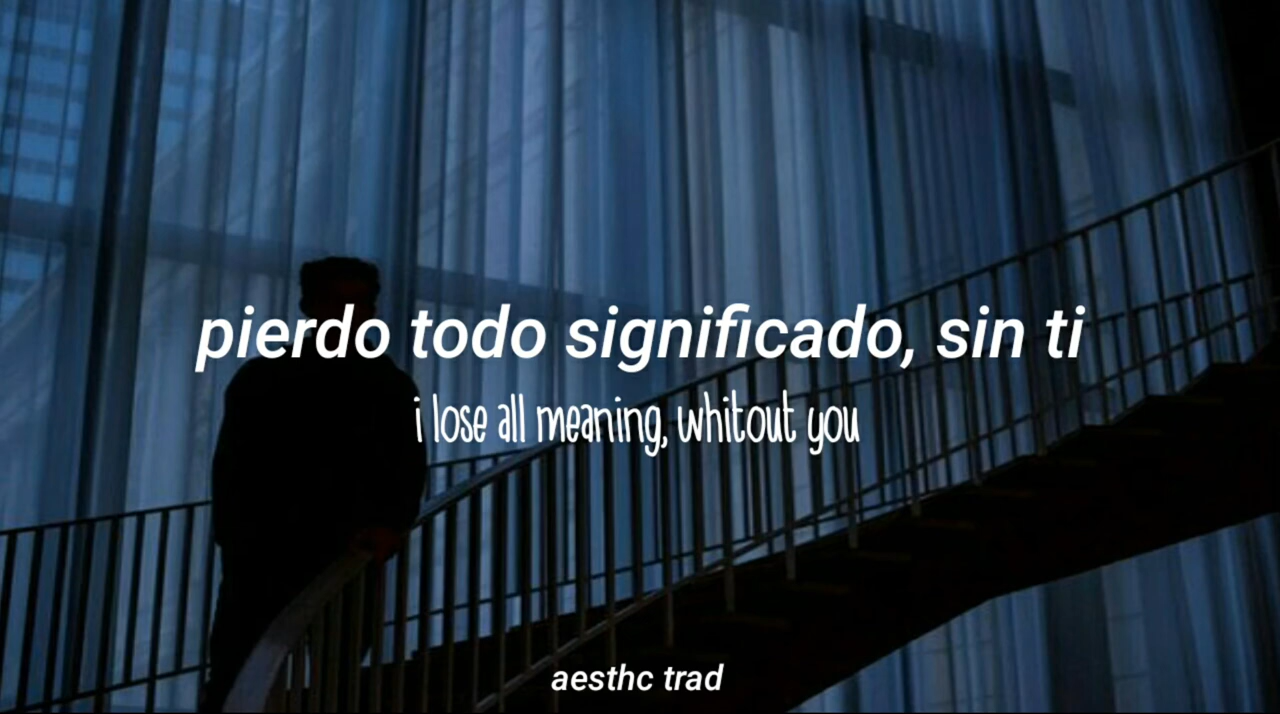 pierdo todo significado, sin ti
i lose all meaning, whitout you
aesthc trad